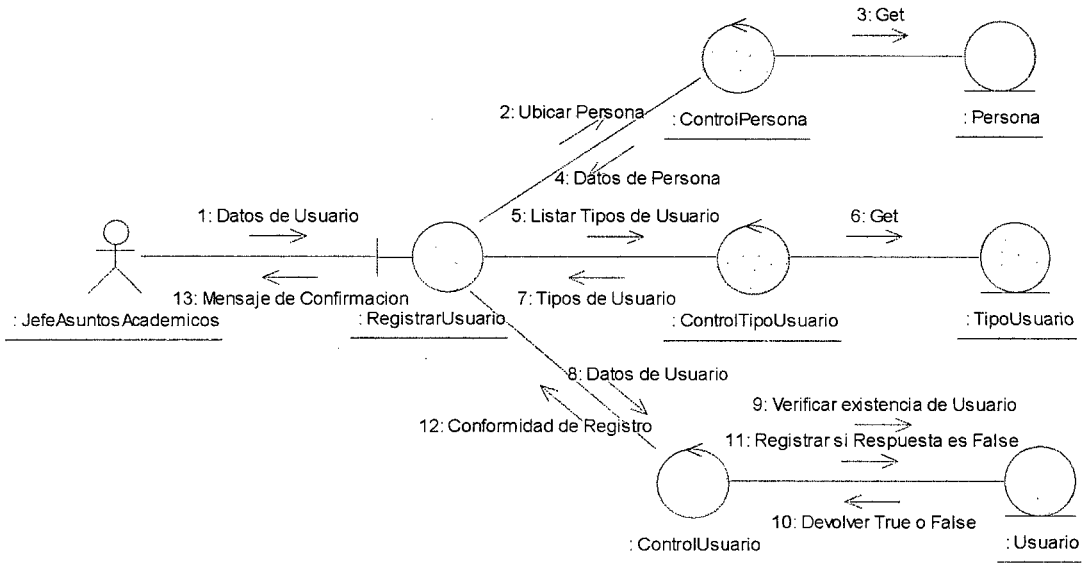 3: Get
2: Ubicar Persona
: ControlPersona
: Persona
4: Datos de Persona
1: Datos de Usuario
5: Listar Tipos de Usuario
6: Get
13: Mensaje de Confirmacion
7: Tipos de Usuario
: JefeAsuntosAcademicos
: RegistrarUsuario
: ControlTipoUsuario
: TipoUsuario
8: Datos de Usuario
9: Verificar existencia de Usuario
12: Conformidad de Registro
11: Registrar si Respuesta es False
10: Devolver True o False
: ControlUsuario
: Usuario